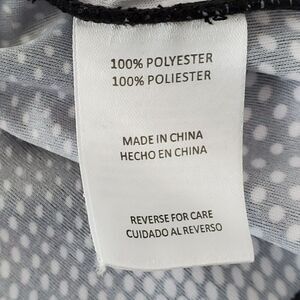 100% POLYESTER
100% POLIESTER
MADE IN CHINA
HECHO EN CHINA
REVERSE FOR CARE
CUIDADO AL REVERSO